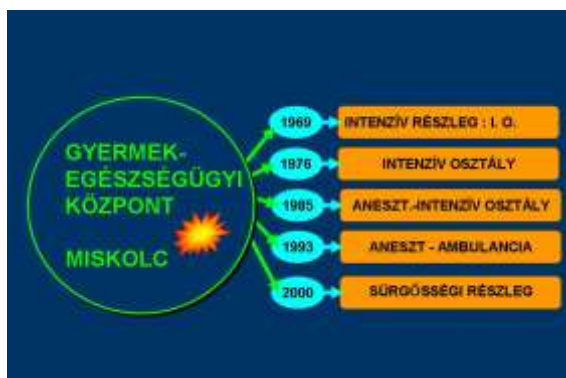 GYERMEK-
EGÉSZSÉGÜGYI
KÖZPONT
MISKOLC
1969 INTENZÍV RÉSZLEG : I. O.
1976 INTENZÍV OSZTÁLY
1985 ANESZT.-INTENZÍV OSZTÁLY
1993 ANESZT - AMBULANCIA
2000 SÜRGŐSSÉGI RÉSZLEG